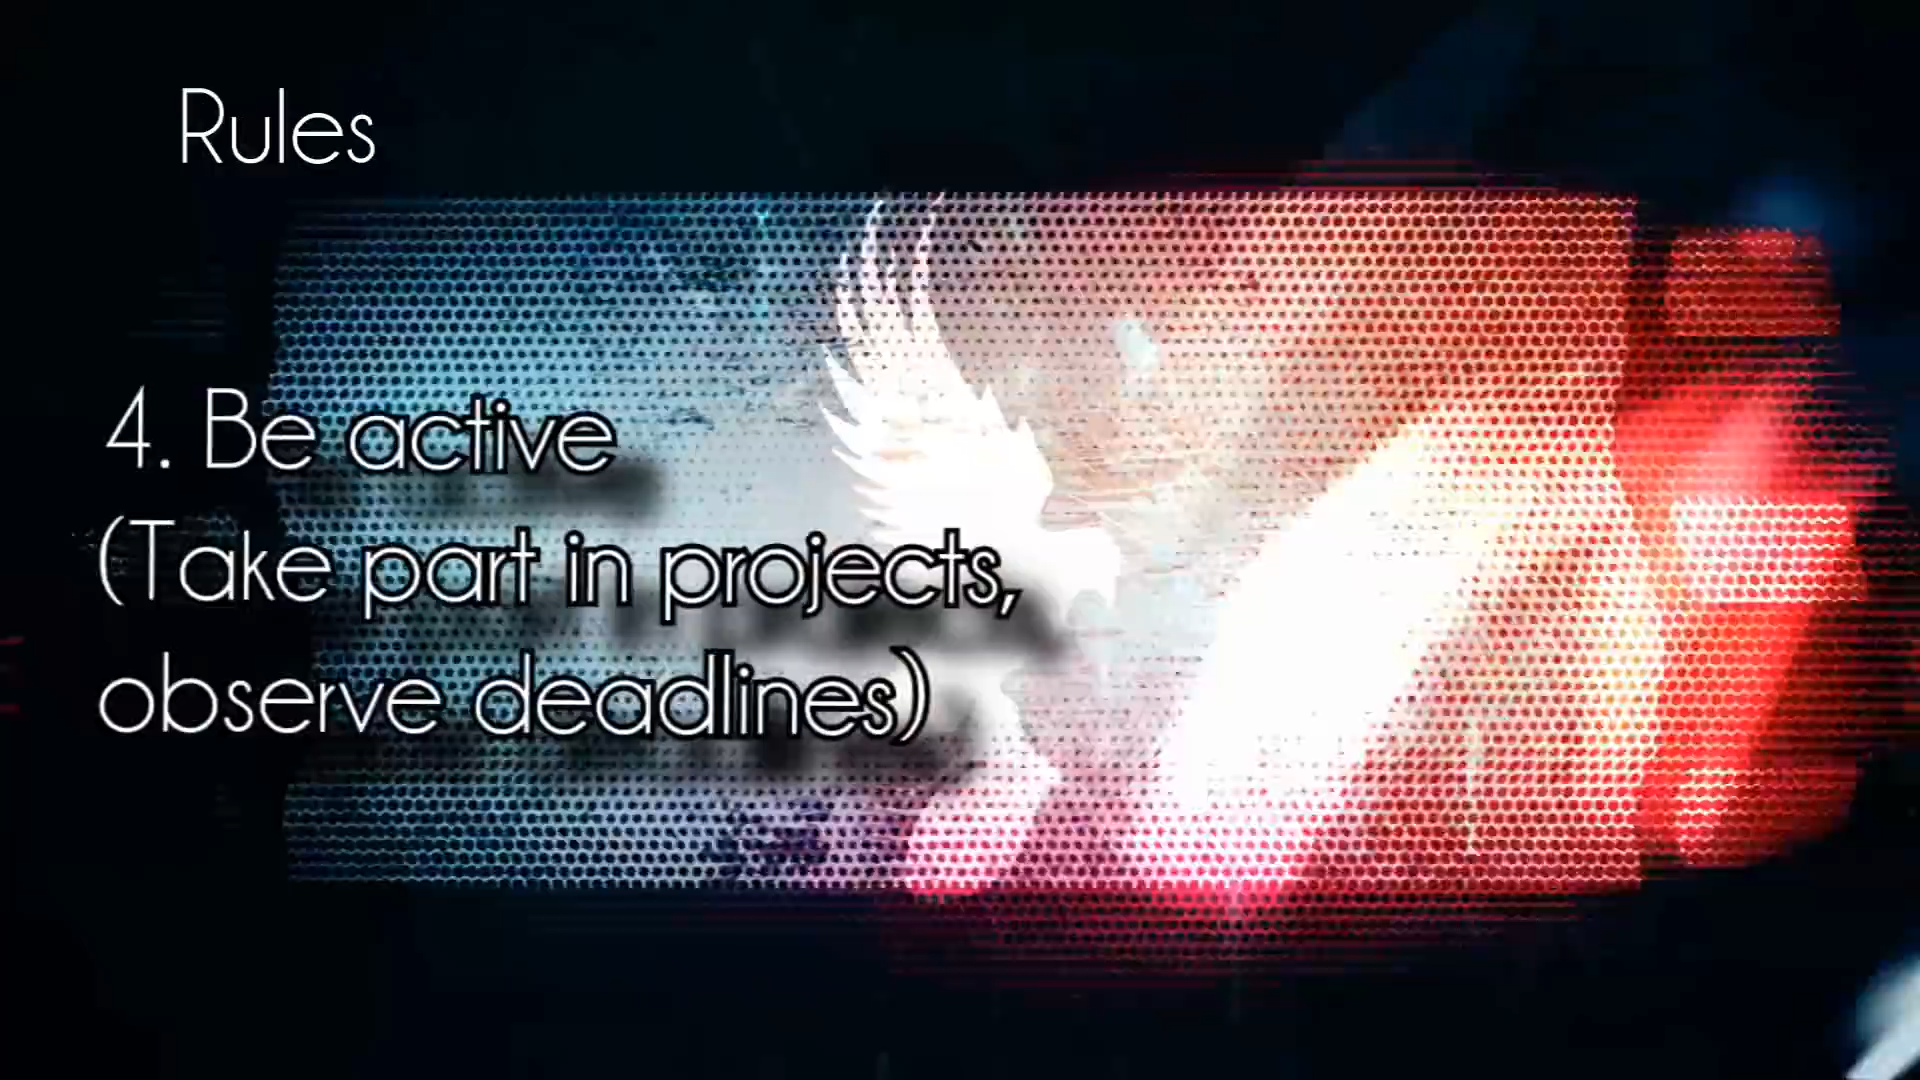 Rules
4. Be active
(Take part in projects,
observe deadlines)